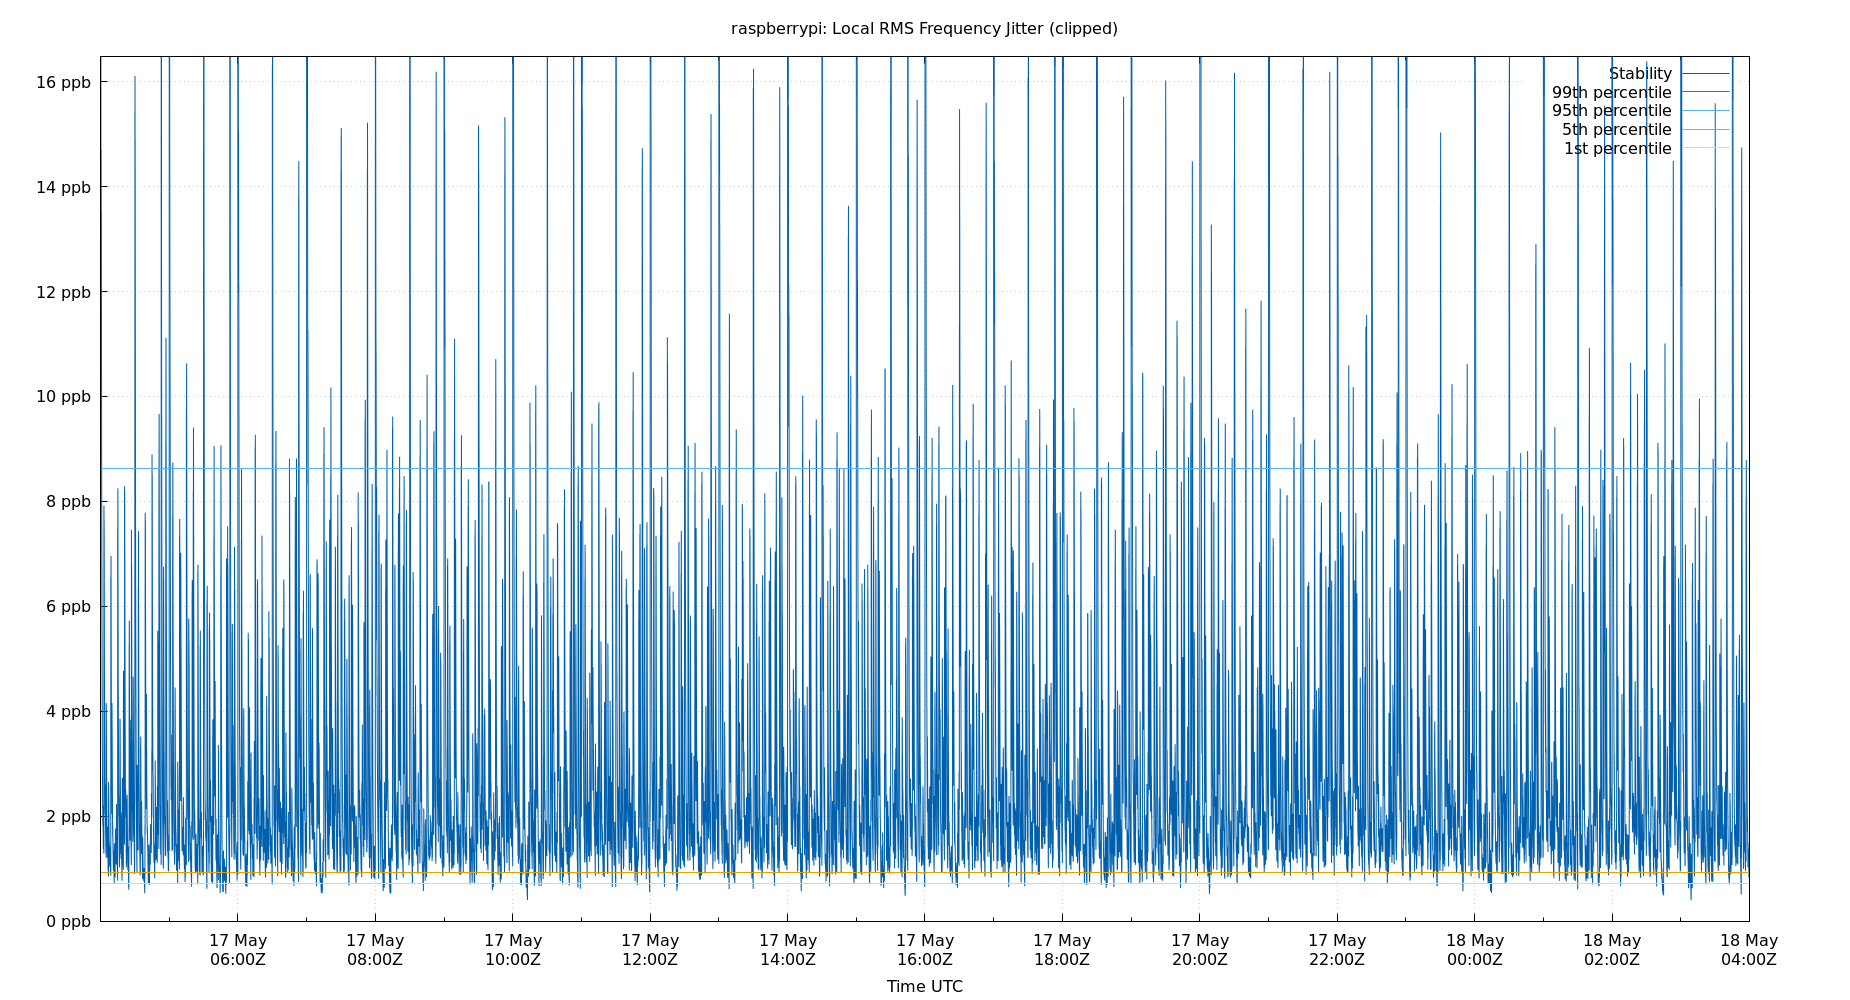 raspberrypi: Local RMS Frequency Jitter (clipped)
16 ppb
14 ppb
12 ppb
10 ppb
8 ppb
6 ppb
4 ppb
2 ppb
0 ppb
Stability
99th percentile
95th percentile
5th percentile
1st percentile
17 May 06:00Z
17 May 08:00Z
17 May 10:00Z
17 May 12:00Z
17 May 14:00Z
17 May 16:00Z
17 May 18:00Z
17 May 20:00Z
17 May 22:00Z
18 May 00:00Z
18 May 02:00Z
18 May 04:00Z
Time UTC